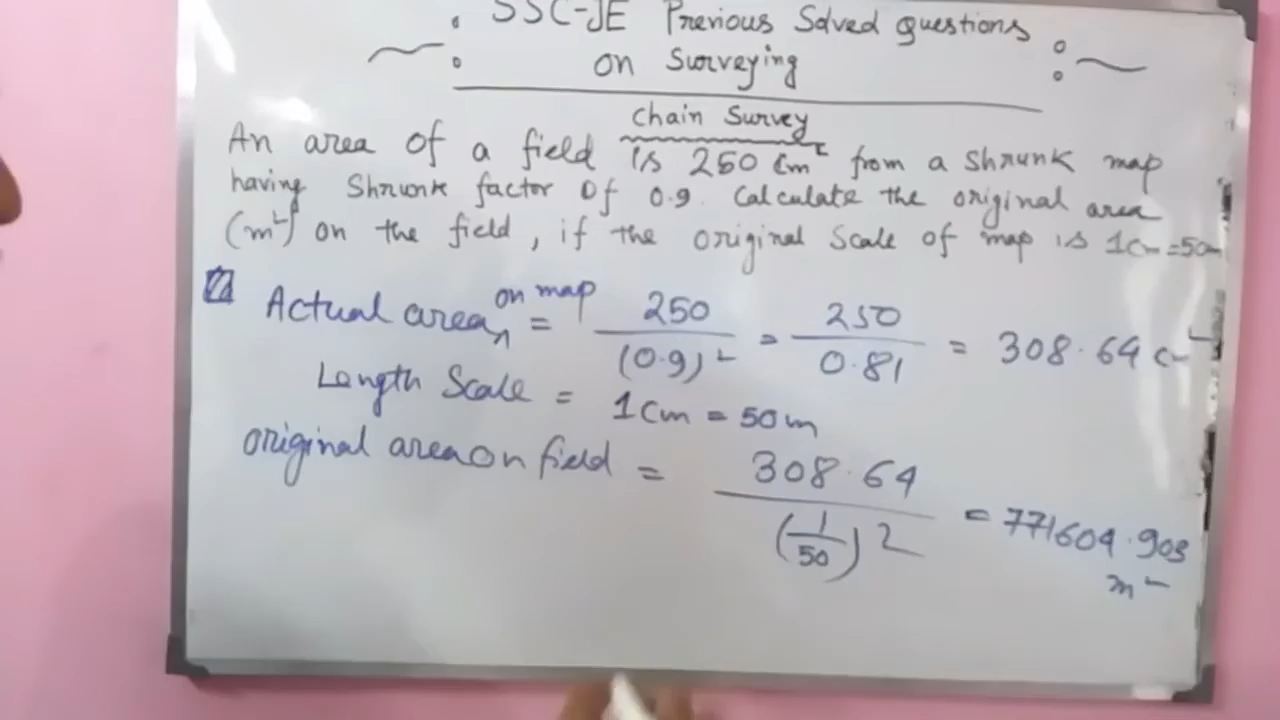 SSC-JE Previous Solved questions
on Surveying
Chain Survey
An area of a field is 250 Cm² from a Shrunk map
having Shrunk factor Of 0.9. Calculate the original area
(m²) on the field, if the original Scale of map is 1Cm=50m
Actual area on map = 250/(0.9)² = 250/0.81 = 308.64 cm²
Length Scale = 1Cm = 50m
original area on field = 308.64/(1/50)² = 771604.903 m²